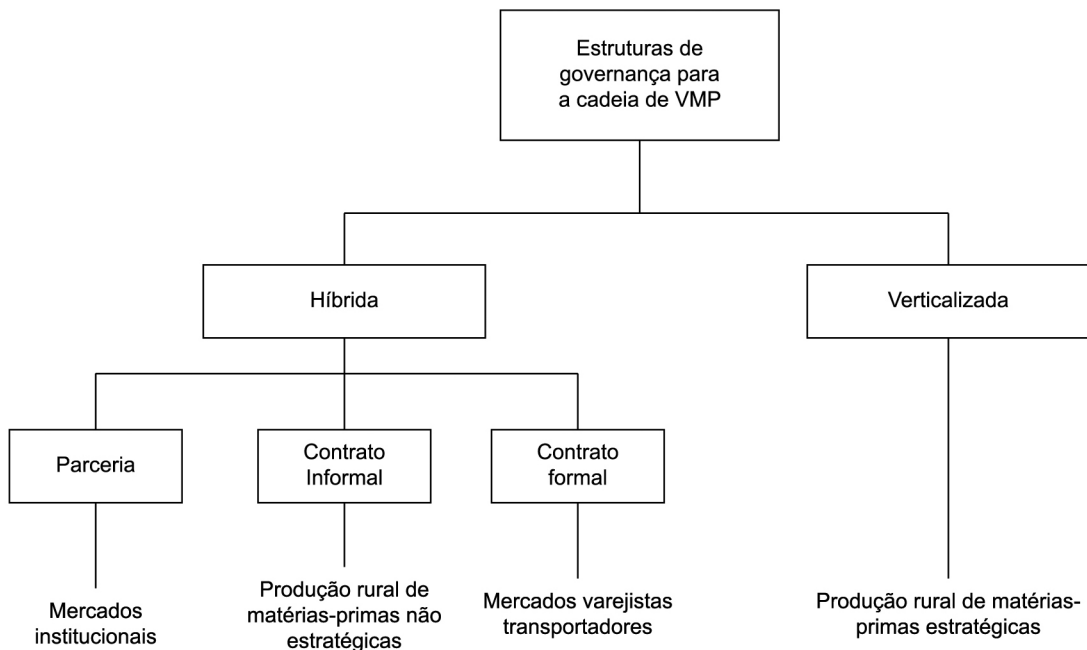 Estruturas de
governança para
a cadeia de VMP
Híbrida
Verticalizada
Parceria
Contrato
Informal
Contrato
formal
Mercados
institucionais
Produção rural de
matérias-primas não
estratégicas
Mercados varejistas
transportadores
Produção rural de matérias-
primas estratégicas